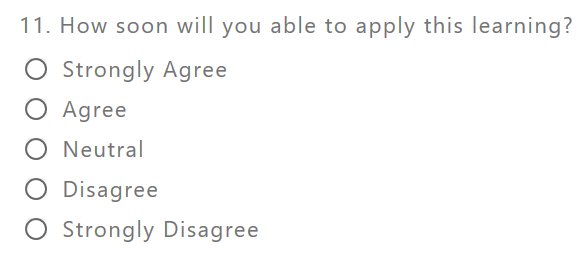 11. How soon will you able to apply this learning?
Strongly Agree
Agree
Neutral
Disagree
Strongly Disagree